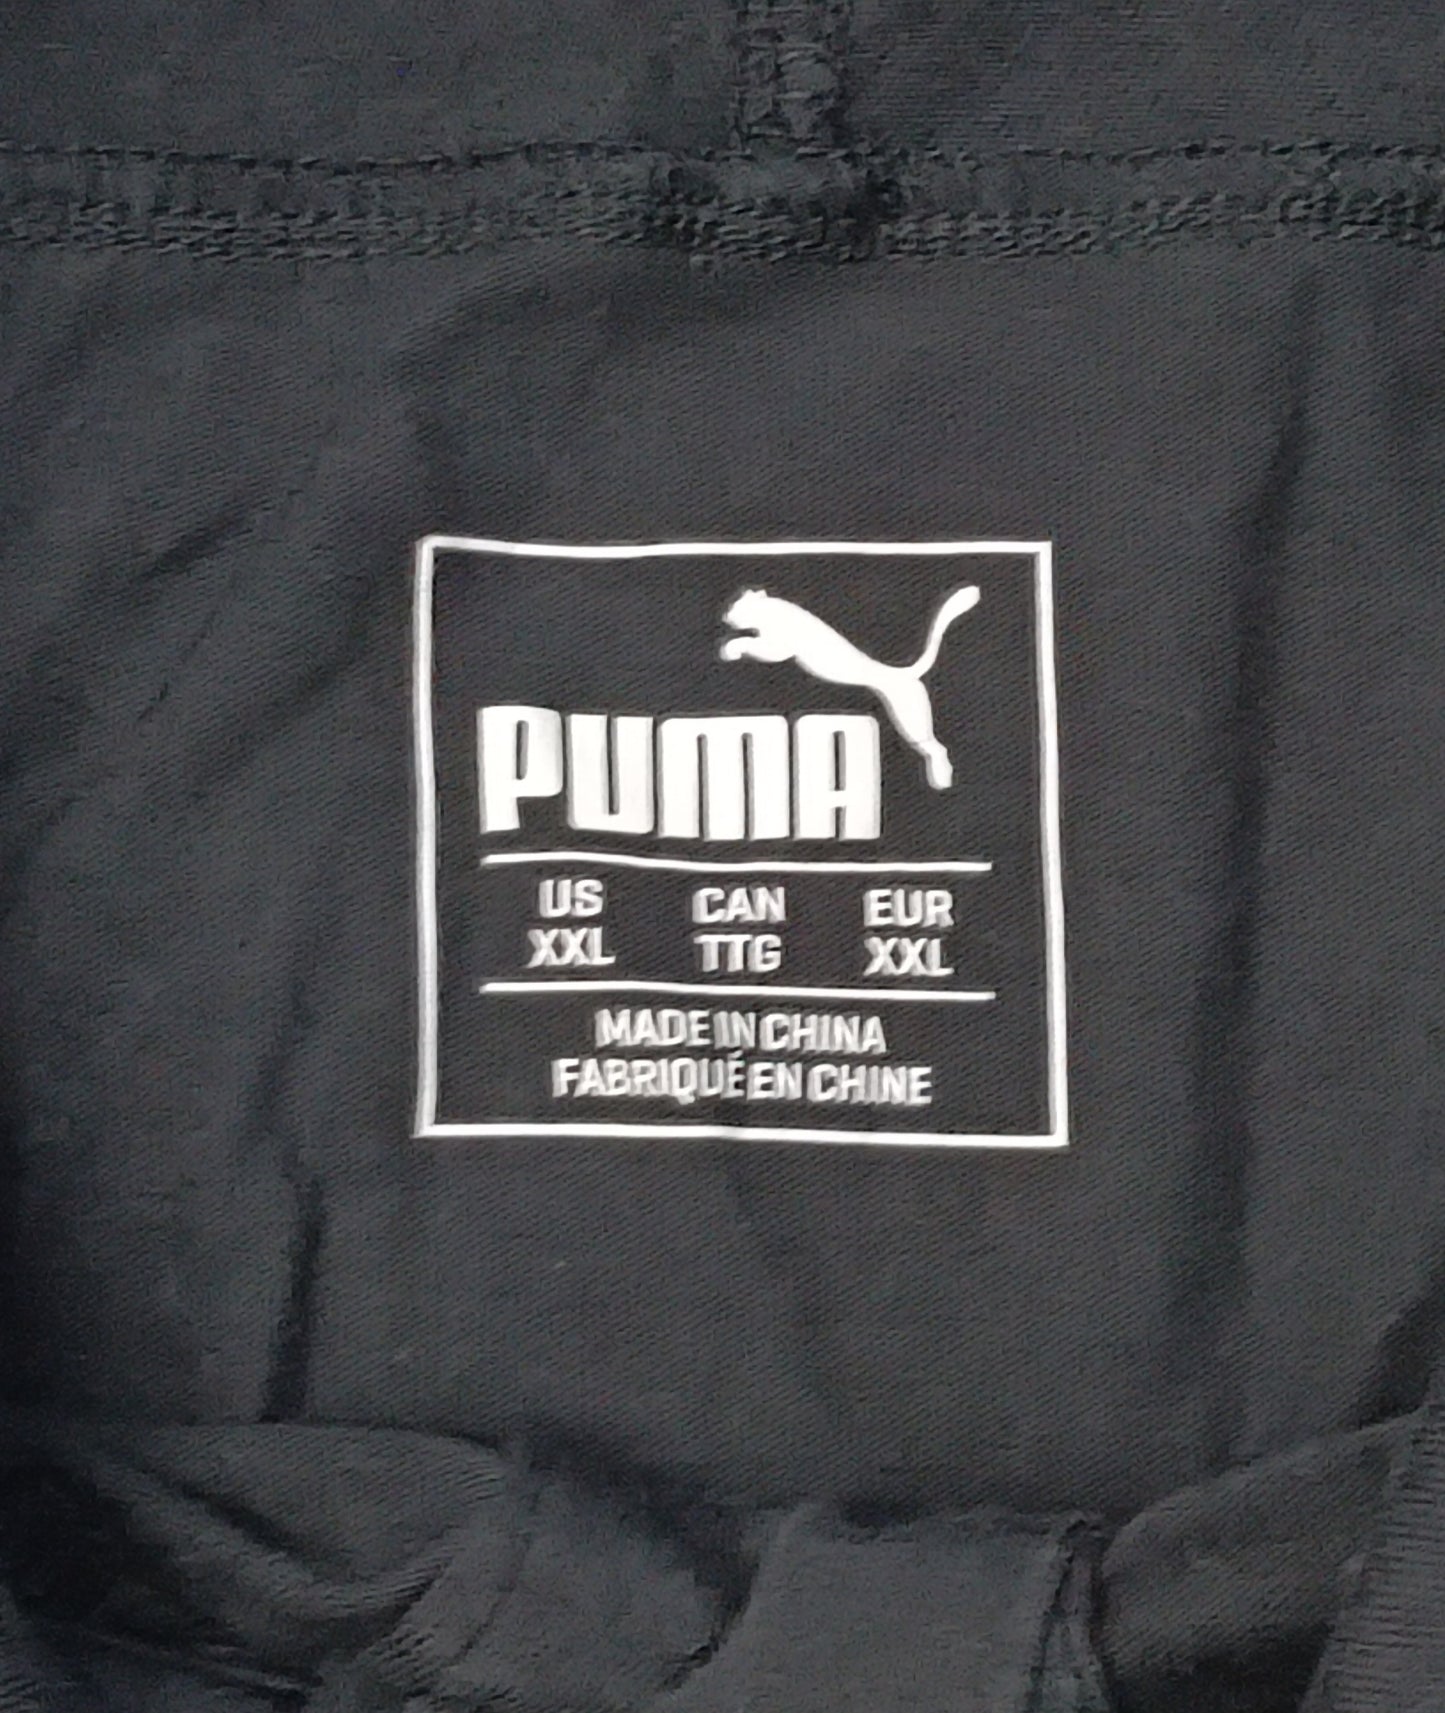 PUMA
US CAN EUR
XXL TTG XXL
MADE IN CHINA
FABRIQUÉ EN CHINE